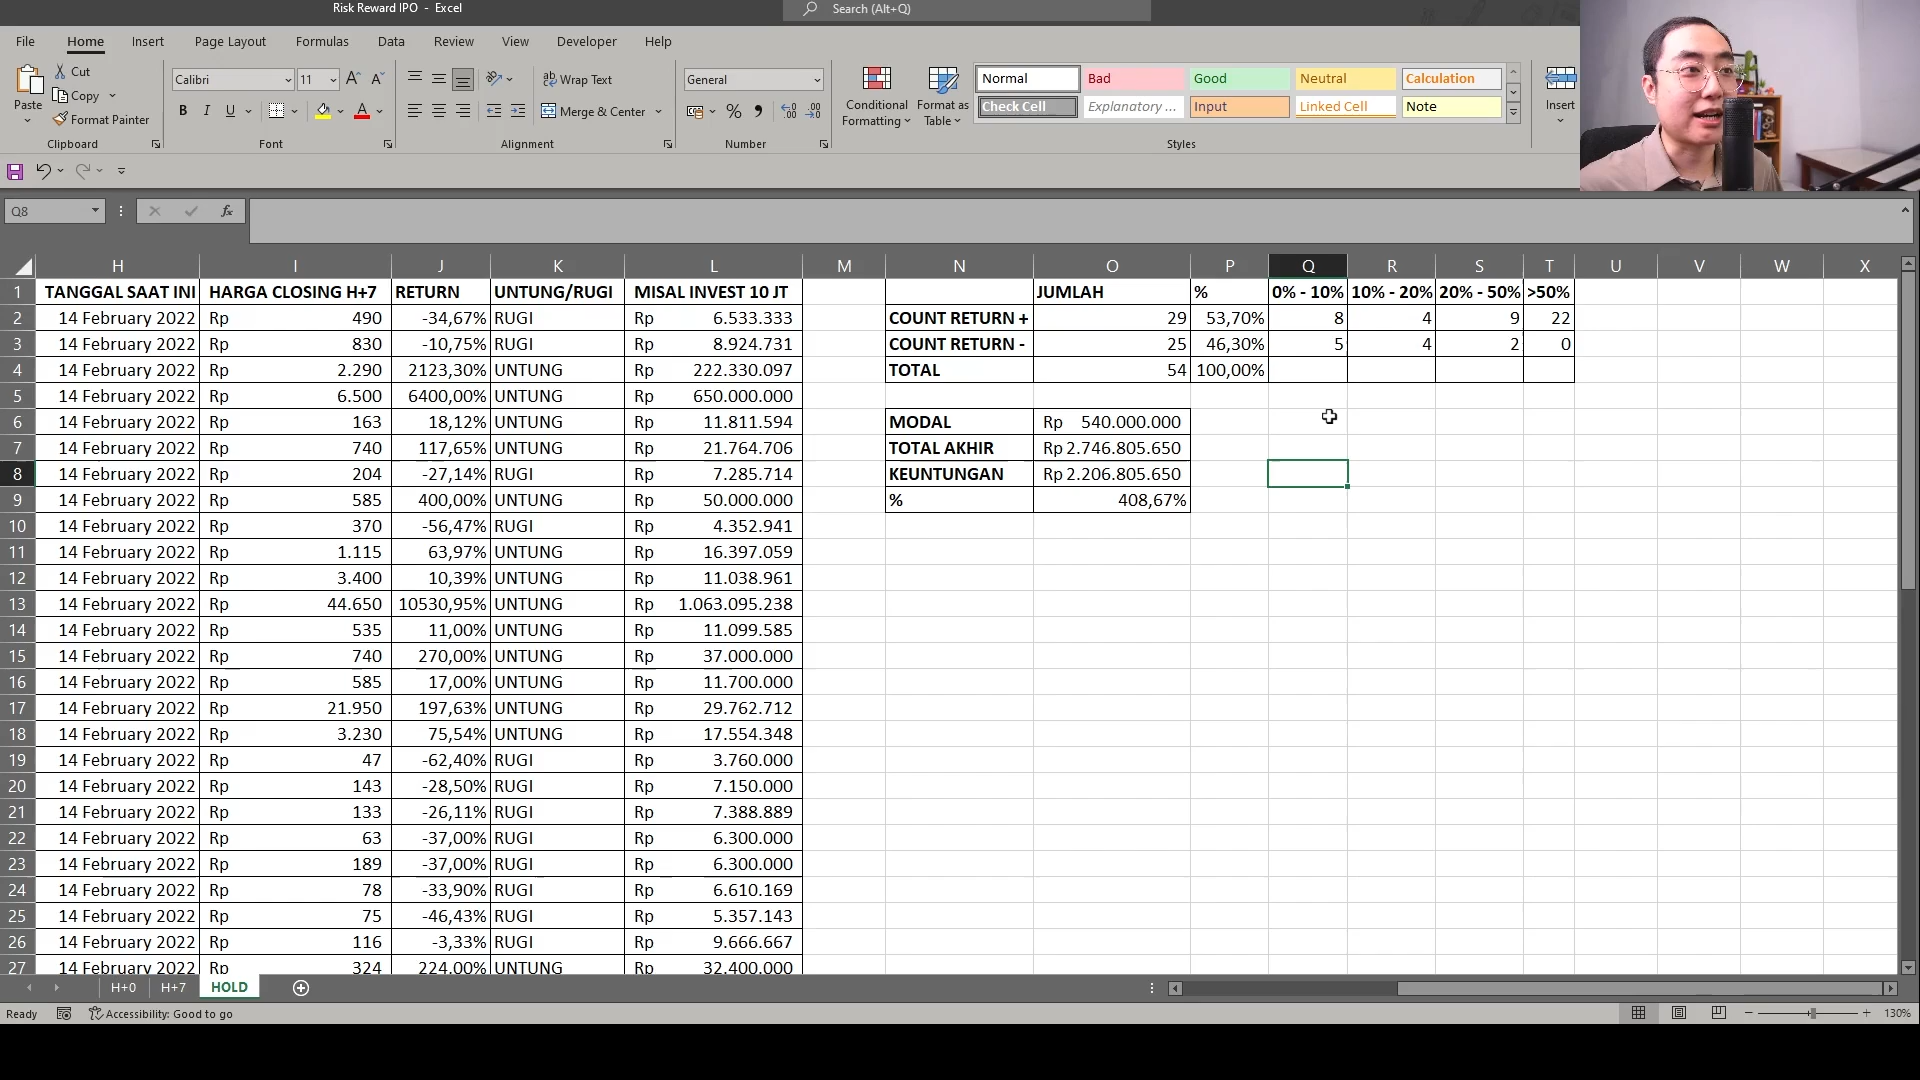 Risk Reward IPO - Excel
Search (Alt+Q)
File Home Insert Page Layout Formulas Data Review View Developer Help
Paste
Cut
Copy
Format Painter
Clipboard
Calibri 11
Font
Wrap Text
Merge & Center
Alignment
General
Number
Conditional Formatting
Format as Table
Normal Bad Good Neutral Calculation
Check Cell Explanatory ... Input Linked Cell Note
Styles
Insert
Q8
H I J K L M N O P Q R S T U V W X
1 TANGGAL SAAT INI HARGA CLOSING H+7 RETURN UNTUNG/RUGI MISAL INVEST 10 JT JUMLAH % 0% - 10% 10% - 20% 20% - 50% >50%
2 14 February 2022 Rp 490 -34,67% RUGI Rp 6.533.333 COUNT RETURN + 29 53,70% 8 4 9 22
3 14 February 2022 Rp 830 -10,75% RUGI Rp 8.924.731 COUNT RETURN - 25 46,30% 5 4 2 0
4 14 February 2022 Rp 2.290 2123,30% UNTUNG Rp 222.330.097 TOTAL 54 100,00%
5 14 February 2022 Rp 6.500 6400,00% UNTUNG Rp 650.000.000
6 14 February 2022 Rp 163 18,12% UNTUNG Rp 11.811.594 MODAL Rp 540.000.000
7 14 February 2022 Rp 740 117,65% UNTUNG Rp 21.764.706 TOTAL AKHIR Rp 2.746.805.650
8 14 February 2022 Rp 204 -27,14% RUGI Rp 7.285.714 KEUNTUNGAN Rp 2.206.805.650
9 14 February 2022 Rp 585 400,00% UNTUNG Rp 50.000.000 % 408,67%
10 14 February 2022 Rp 370 -56,47% RUGI Rp 4.352.941
11 14 February 2022 Rp 1.115 63,97% UNTUNG Rp 16.397.059
12 14 February 2022 Rp 3.400 10,39% UNTUNG Rp 11.038.961
13 14 February 2022 Rp 44.650 10530,95% UNTUNG Rp 1.063.095.238
14 14 February 2022 Rp 535 11,00% UNTUNG Rp 11.099.585
15 14 February 2022 Rp 740 270,00% UNTUNG Rp 37.000.000
16 14 February 2022 Rp 585 17,00% UNTUNG Rp 11.700.000
17 14 February 2022 Rp 21.950 197,63% UNTUNG Rp 29.762.712
18 14 February 2022 Rp 3.230 75,54% UNTUNG Rp 17.554.348
19 14 February 2022 Rp 47 -62,40% RUGI Rp 3.760.000
20 14 February 2022 Rp 143 -28,50% RUGI Rp 7.150.000
21 14 February 2022 Rp 133 -26,11% RUGI Rp 7.388.889
22 14 February 2022 Rp 63 -37,00% RUGI Rp 6.300.000
23 14 February 2022 Rp 189 -37,00% RUGI Rp 6.300.000
24 14 February 2022 Rp 78 -33,90% RUGI Rp 6.610.169
25 14 February 2022 Rp 75 -46,43% RUGI Rp 5.357.143
26 14 February 2022 Rp 116 -3,33% RUGI Rp 9.666.667
27 14 February 2022 Rp 324 224,00% UNTUNG Rp 32.400.000
H+0 H+7 HOLD
Ready Accessibility: Good to go 130%